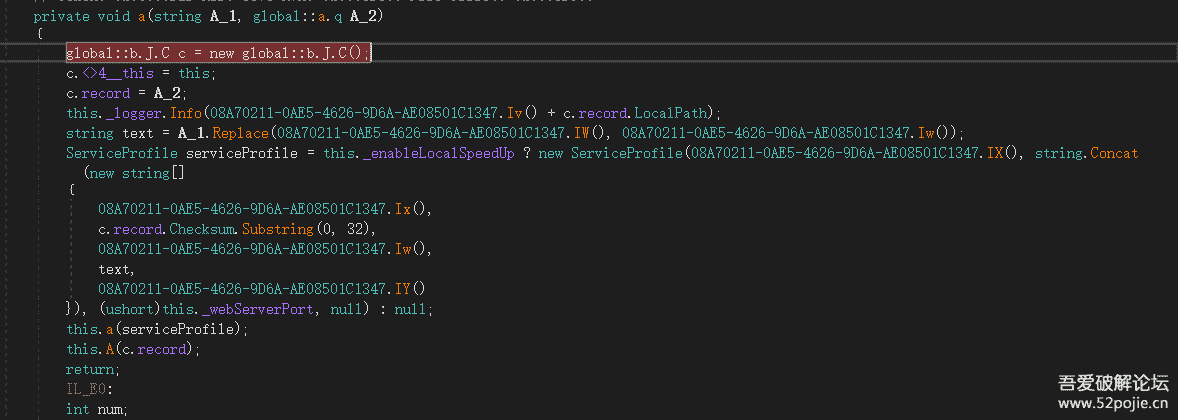 private void a(string A_1, global::a.q A_2)
{
global::b.J.C c = new global::b.J.C();
c.<>4__this = this;
c.record = A_2;
this._logger.Info(08A70211-0AE5-4626-9D6A-AE08501C1347.Iv() + c.record.LocalPath);
string text = A_1.Replace(08A70211-0AE5-4626-9D6A-AE08501C1347.IW(), 08A70211-0AE5-4626-9D6A-AE08501C1347.Iw());
ServiceProfile serviceProfile = this._enableLocalSpeedUp ? new ServiceProfile(08A70211-0AE5-4626-9D6A-AE08501C1347.IX(), string.Concat
(new string[]
{
08A70211-0AE5-4626-9D6A-AE08501C1347.Ix(),
c.record.Checksum.Substring(0, 32),
08A70211-0AE5-4626-9D6A-AE08501C1347.Iw(),
text,
08A70211-0AE5-4626-9D6A-AE08501C1347.IY()
}), (ushort)this._webServerPort, null) : null;
this.a(serviceProfile);
this.A(c.record);
return;
IL_E0:
int num;
吾爱破解论坛
www.52pojie.cn